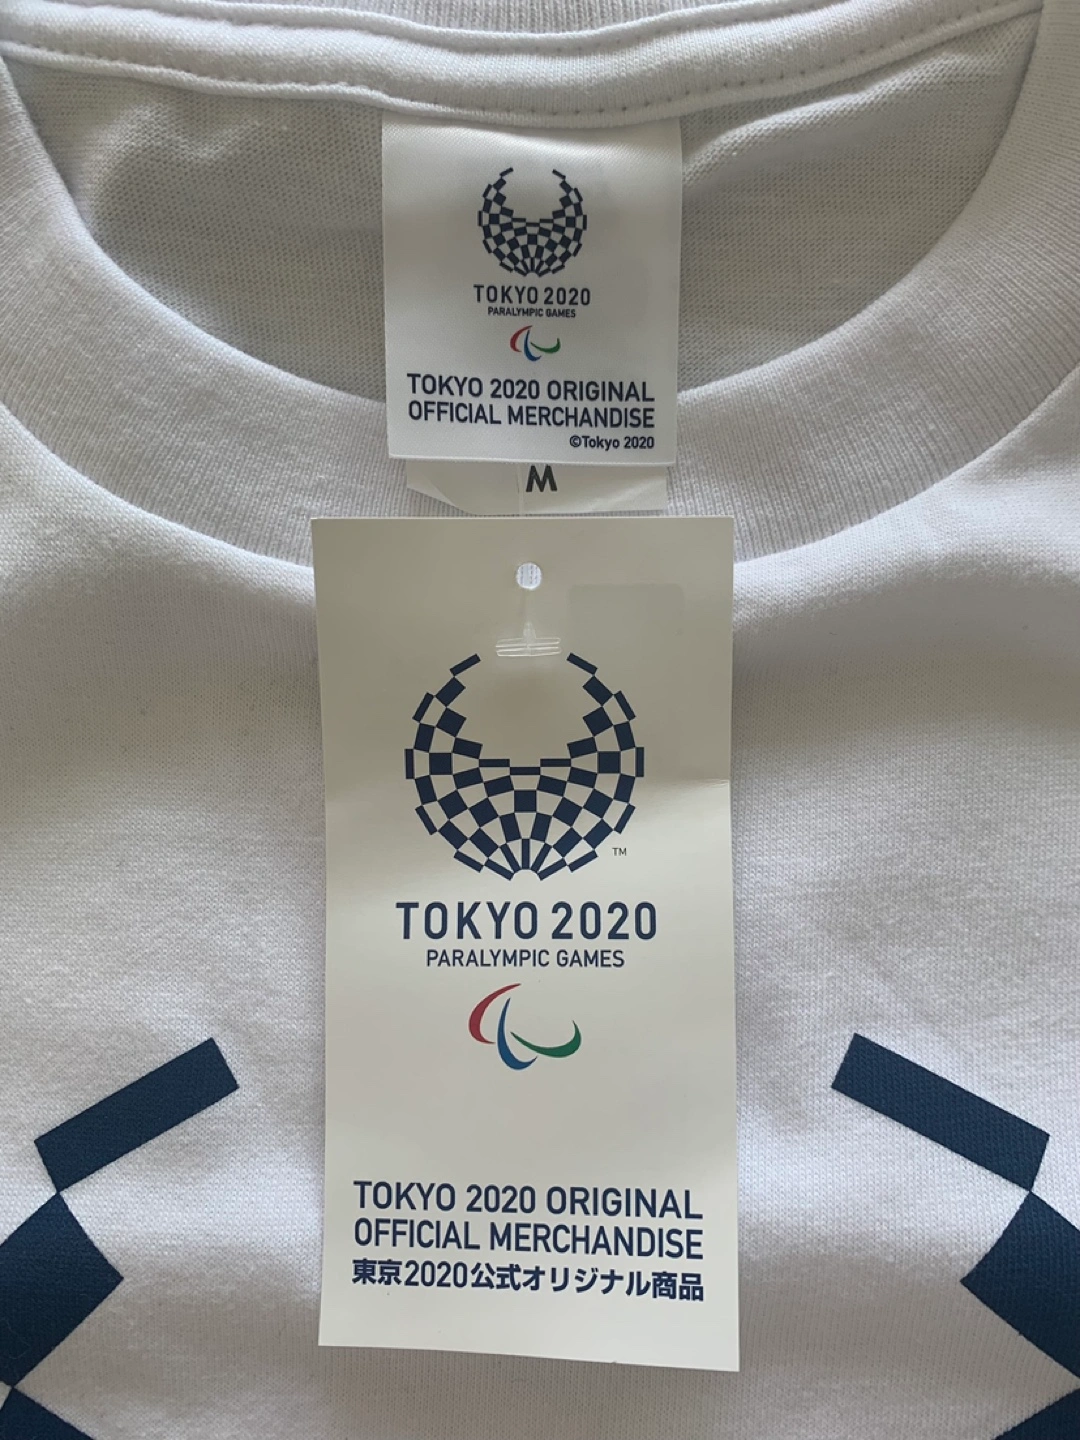 TOKYO 2020
PARALYMPIC GAMES
TOKYO 2020 ORIGINAL
OFFICIAL MERCHANDISE
©Tokyo 2020
M
TM
TOKYO 2020
PARALYMPIC GAMES
TOKYO 2020 ORIGINAL
OFFICIAL MERCHANDISE
東京2020公式オリジナル商品